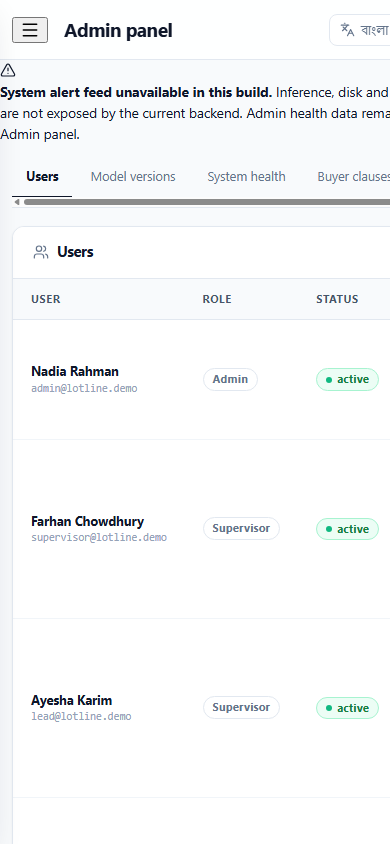 Admin panel
বাংলা
System alert feed unavailable in this build. Inference, disk and
are not exposed by the current backend. Admin health data rema
Admin panel.
Users Model versions System health Buyer clauses
Users
USER ROLE STATUS
Nadia Rahman Admin active
admin@lotline.demo
Farhan Chowdhury Supervisor active
supervisor@lotline.demo
Ayesha Karim Supervisor active
lead@lotline.demo